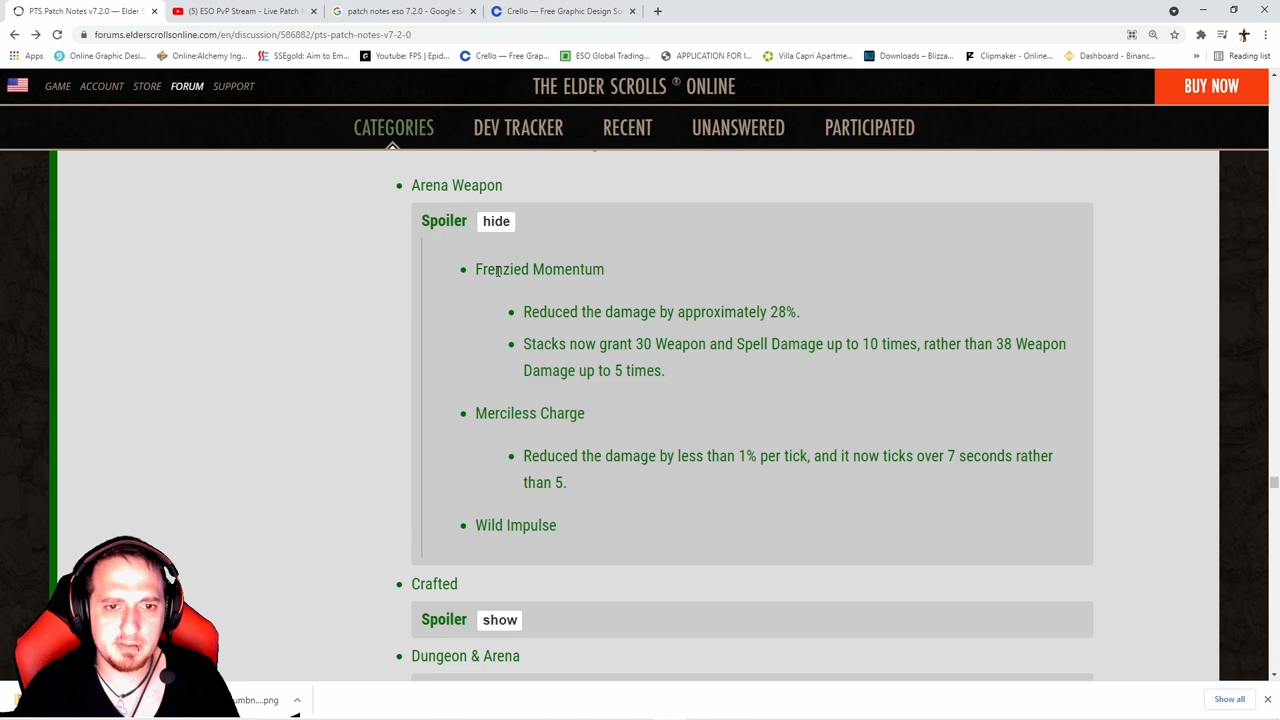 PTS Patch Notes v7.2.0 — Elder S
(5) ESO PvP Stream - Live Patch N
patch notes eso 7.2.0 - Google S
Crello — Free Graphic Design So
forums.elderscrollsonline.com/en/discussion/586882/pts-patch-notes-v7-2-0
Apps
Online Graphic Desi...
Online:Alchemy Ing...
SSEgold: Aim to Em...
Youtube: FPS | Epid...
Crello — Free Grap...
ESO Global Trading...
APPLICATION FOR I...
Villa Capri Apartme...
Downloads – Blizza...
Clipmaker - Online...
Dashboard - Binanc...
»
Reading list
GAME ACCOUNT STORE FORUM SUPPORT
THE ELDER SCROLLS ® ONLINE
BUY NOW
CATEGORIES DEV TRACKER RECENT UNANSWERED PARTICIPATED
Arena Weapon
Spoiler hide
Frenzied Momentum
Reduced the damage by approximately 28%.
Stacks now grant 30 Weapon and Spell Damage up to 10 times, rather than 38 Weapon
Damage up to 5 times.
Merciless Charge
Reduced the damage by less than 1% per tick, and it now ticks over 7 seconds rather
than 5.
Wild Impulse
Crafted
Spoiler show
Dungeon & Arena
umbn....png
Show all